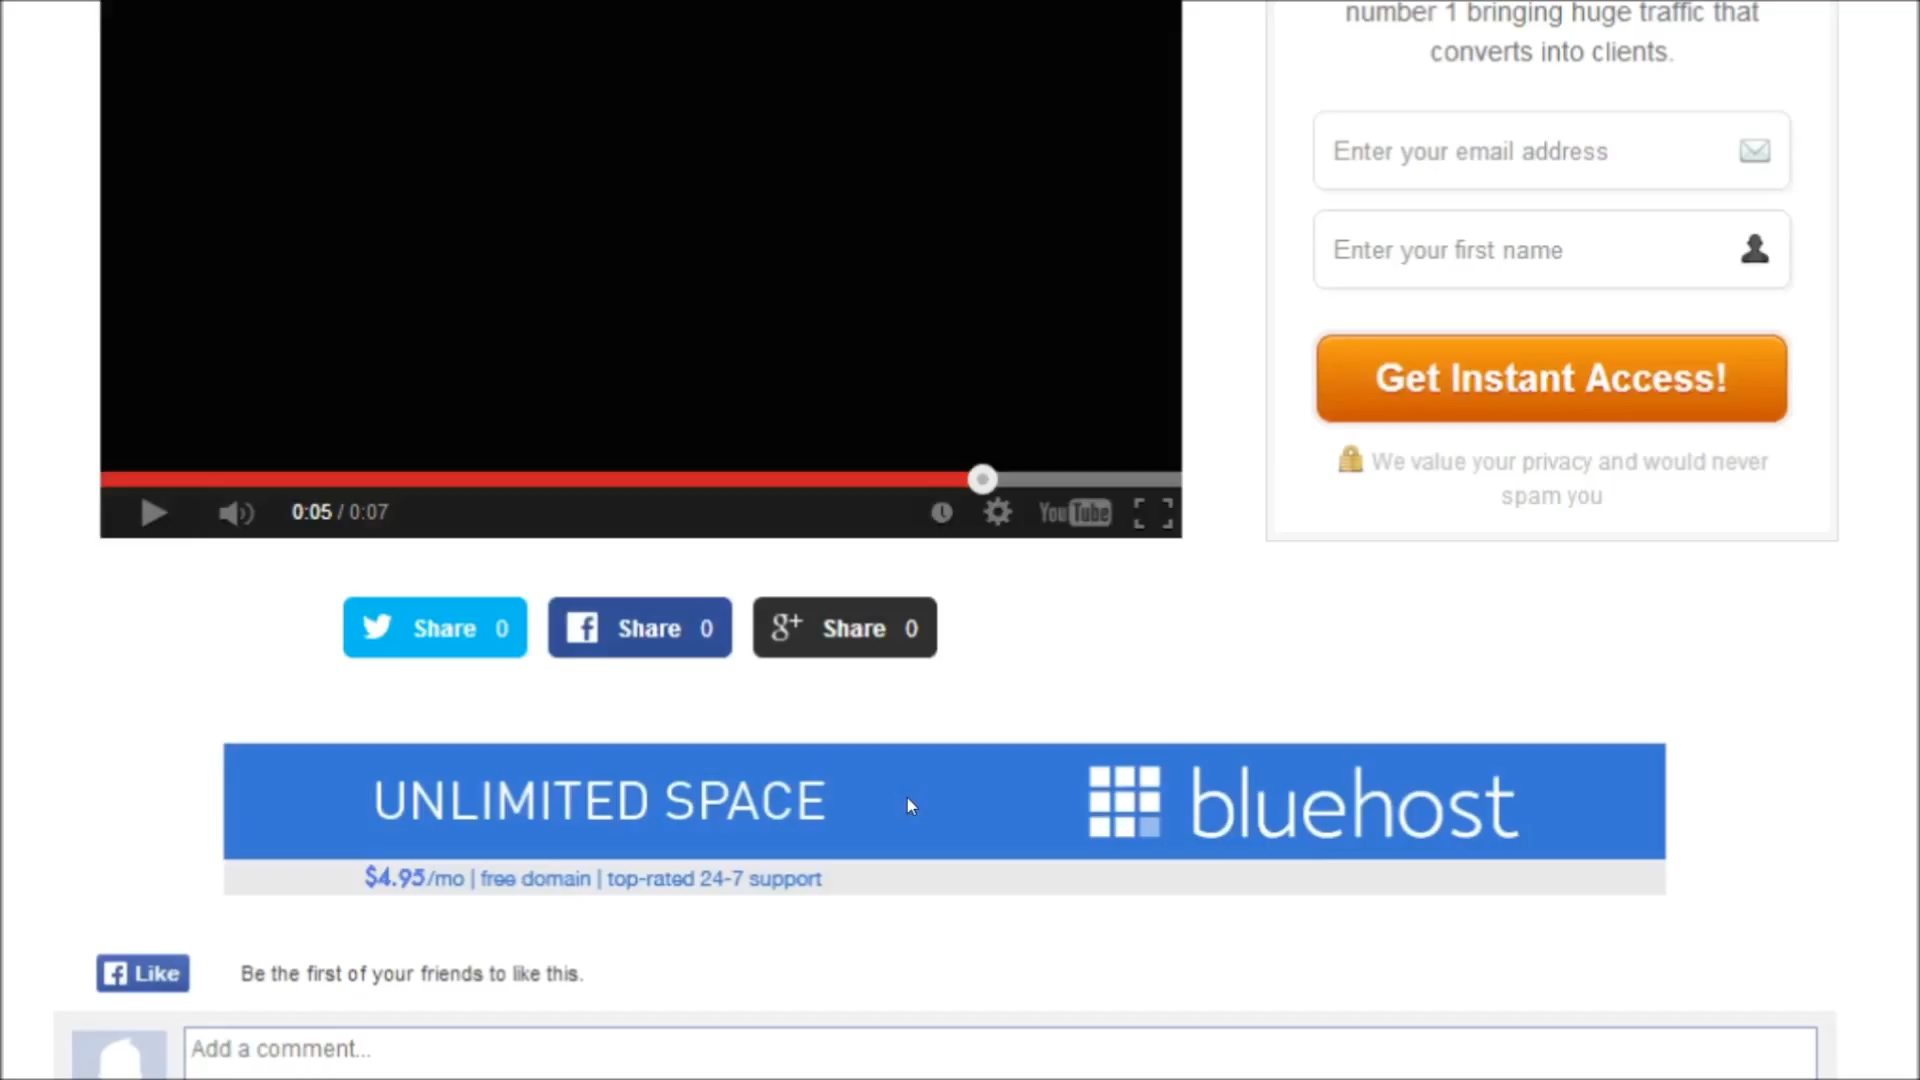 number 1 bringing huge traffic that
converts into clients.
Enter your email address
Enter your first name
Get Instant Access!
We value your privacy and would never
spam you
0:05 / 0:07
YouTube
Share 0
Share 0
g+ Share 0
UNLIMITED SPACE
bluehost
$4.95/mo | free domain | top-rated 24-7 support
Like
Be the first of your friends to like this.
Add a comment...